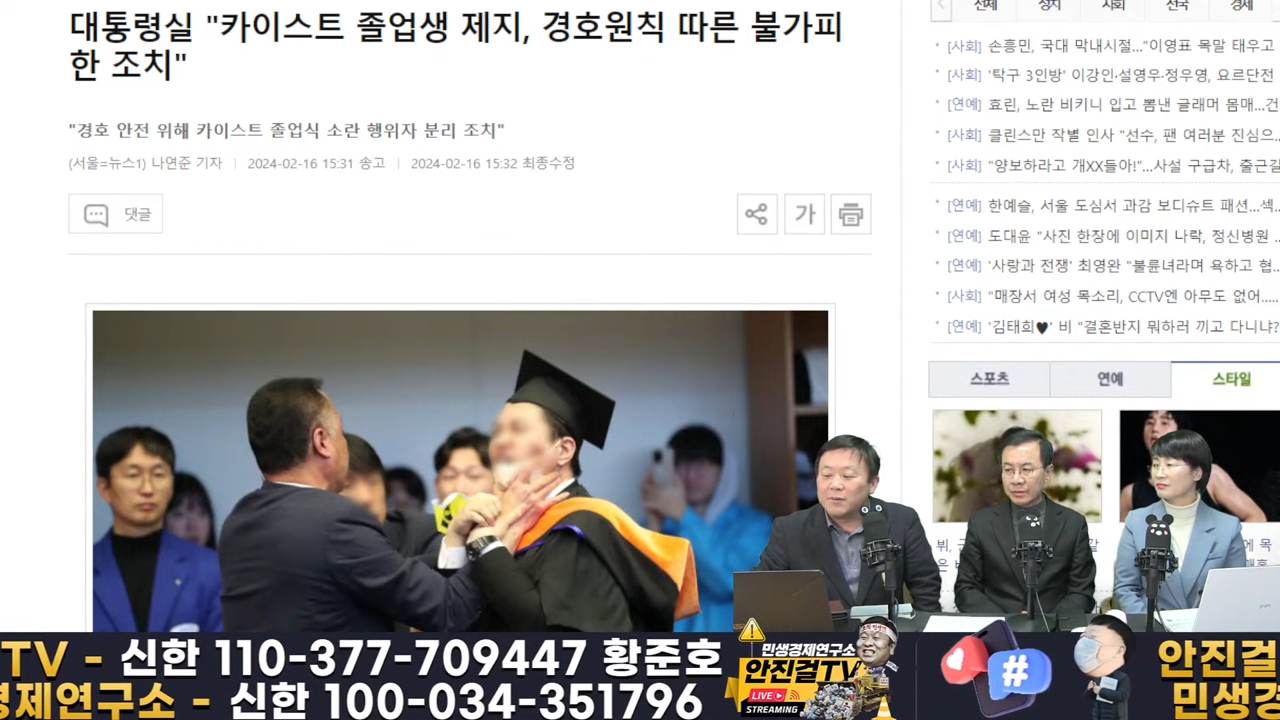 대통령실 "카이스트 졸업생 제지, 경호원칙 따른 불가피
한 조치"
"경호 안전 위해 카이스트 졸업식 소란 행위자 분리 조치"
(서울=뉴스1) 나연준 기자 | 2024-02-16 15:31 송고 | 2024-02-16 15:32 최종수정
댓글
가
전체 정치 사회 전국 경제
[사회] 손흥민, 국대 막내시절..."이영표 목말 태우고
[사회] '탁구 3인방' 이강인·설영우·정우영, 요르단전
[연예] 효린, 노란 비키니 입고 뽐낸 글래머 몸매...건
[사회] 클린스만 작별 인사 "선수, 팬 여러분 진심으...
[사회] "양보하라고 개XX들아!"...사설 구급차, 출근길
[연예] 한예슬, 서울 도심서 과감 보디슈트 패션...섹...
[연예] 도대윤 "사진 한장에 이미지 나락, 정신병원 ..
[연예] '사랑과 전쟁' 최영완 "불륜녀라며 욕하고 협...
[사회] "매장서 여성 목소리, CCTV엔 아무도 없어.....
[연예] '김태희♥' 비 "결혼반지 뭐하러 끼고 다니냐?
스포츠 연예 스타일
TV - 신한 110-377-709447 황준호
경제연구소 - 신한 100-034-351796
민생경제연구소
안진걸TV
LIVE
STREAMING
#
안진걸
민생경